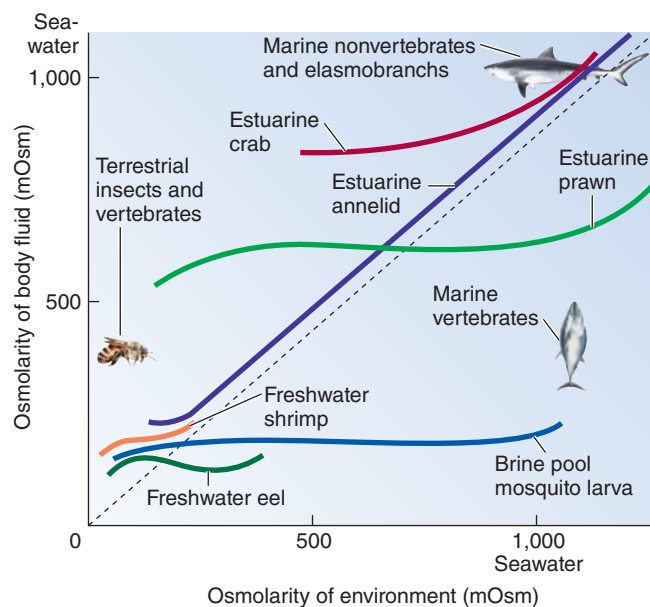 Sea-
water
1,000
Osmolarity of body fluid (mOsm)
500
0
500
1,000
Seawater
Osmolarity of environment (mOsm)
Marine nonvertebrates
and elasmobranchs
Estuarine
crab
Terrestrial
insects and
vertebrates
Estuarine
annelid
Estuarine
prawn
Marine
vertebrates
Freshwater
shrimp
Freshwater eel
Brine pool
mosquito larva